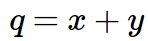 q = x + y